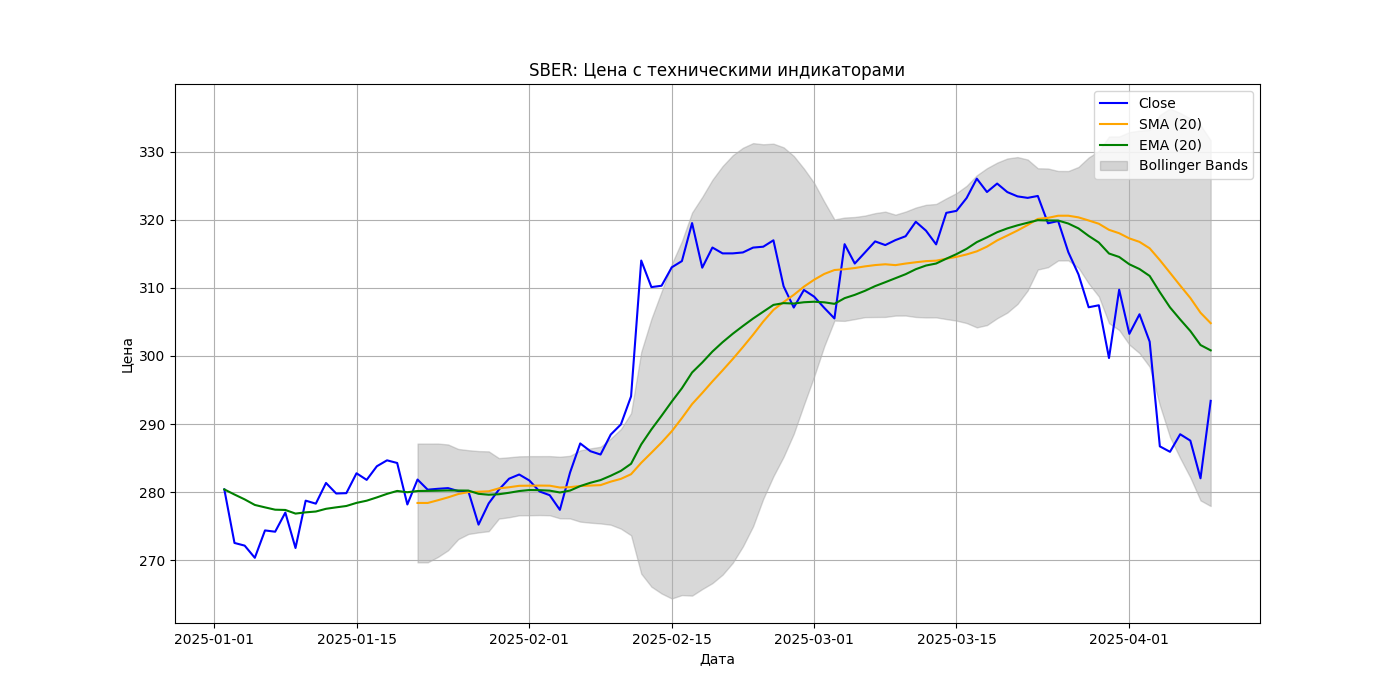 SBER: Цена с техническими индикаторами
Close
SMA (20)
EMA (20)
Bollinger Bands
Цена
330
320
310
300
290
280
270
2025-01-01
2025-01-15
2025-02-01
2025-02-15
2025-03-01
2025-03-15
2025-04-01
Дата